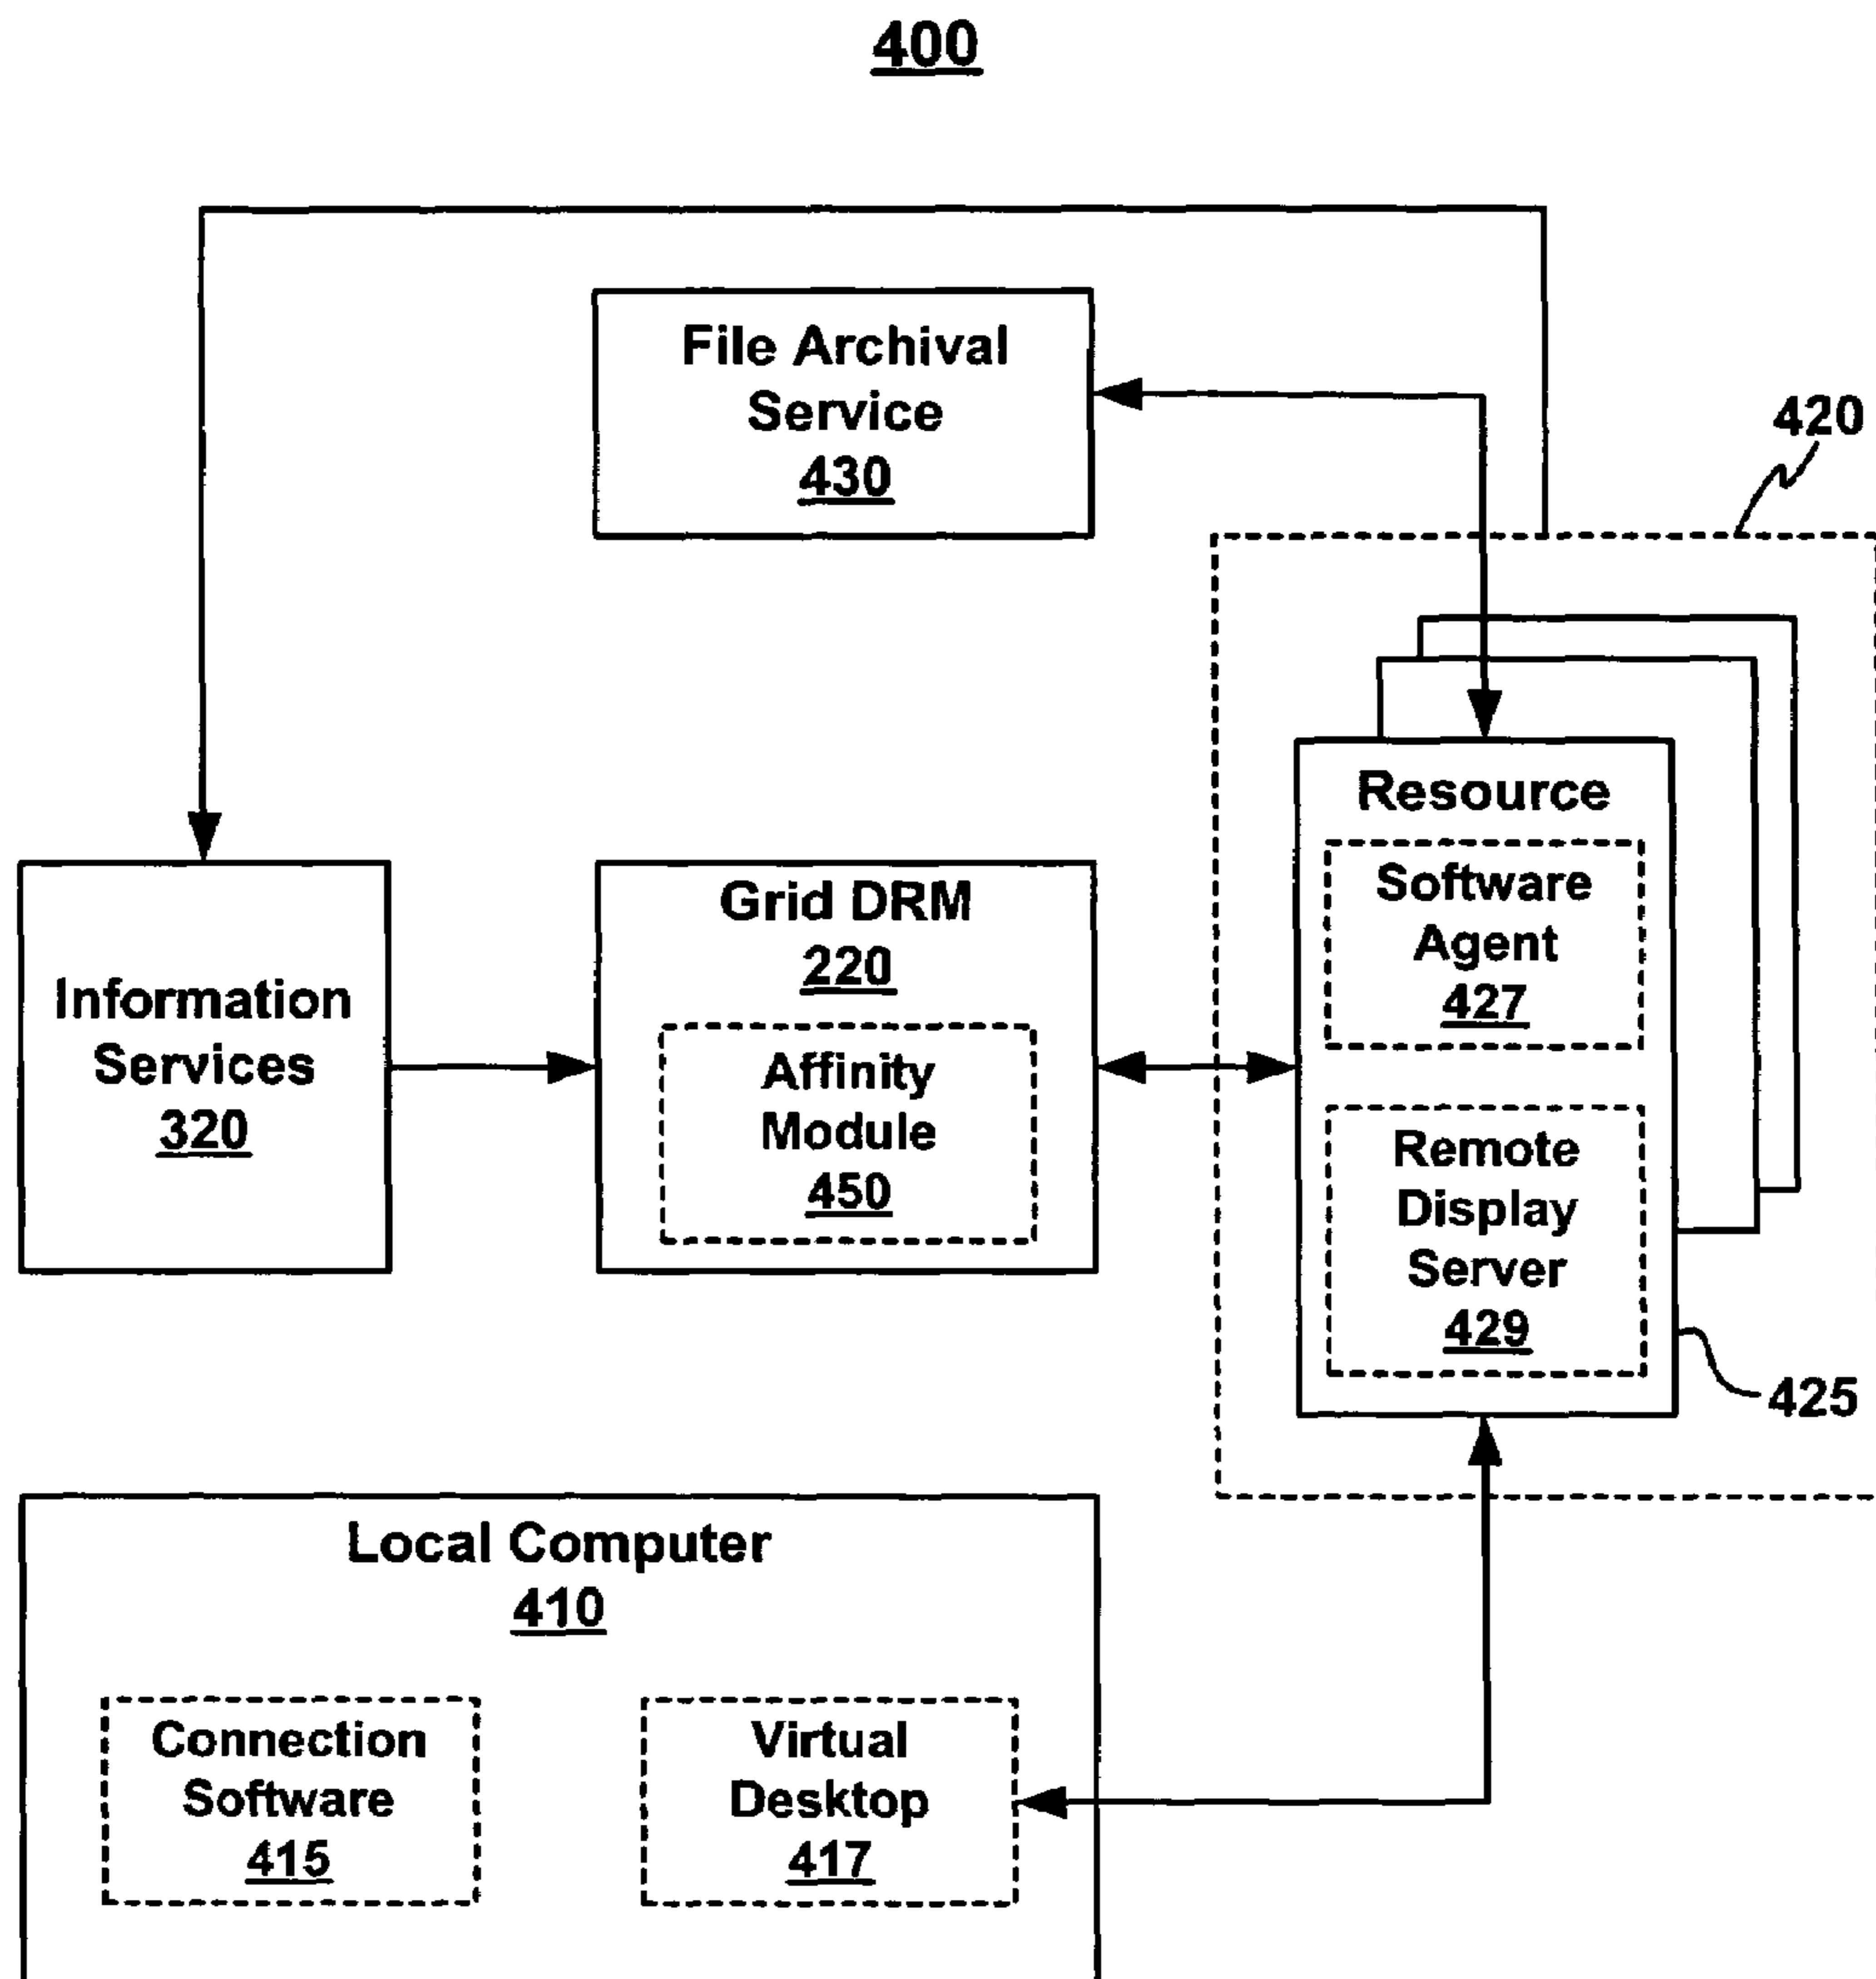 400
File Archival
Service
430
420
Resource
Software
Agent
427
Remote
Display
Server
429
425
Grid DRM
220
Affinity
Module
450
Information
Services
320
Local Computer
410
Connection
Software
415
Virtual
Desktop
417